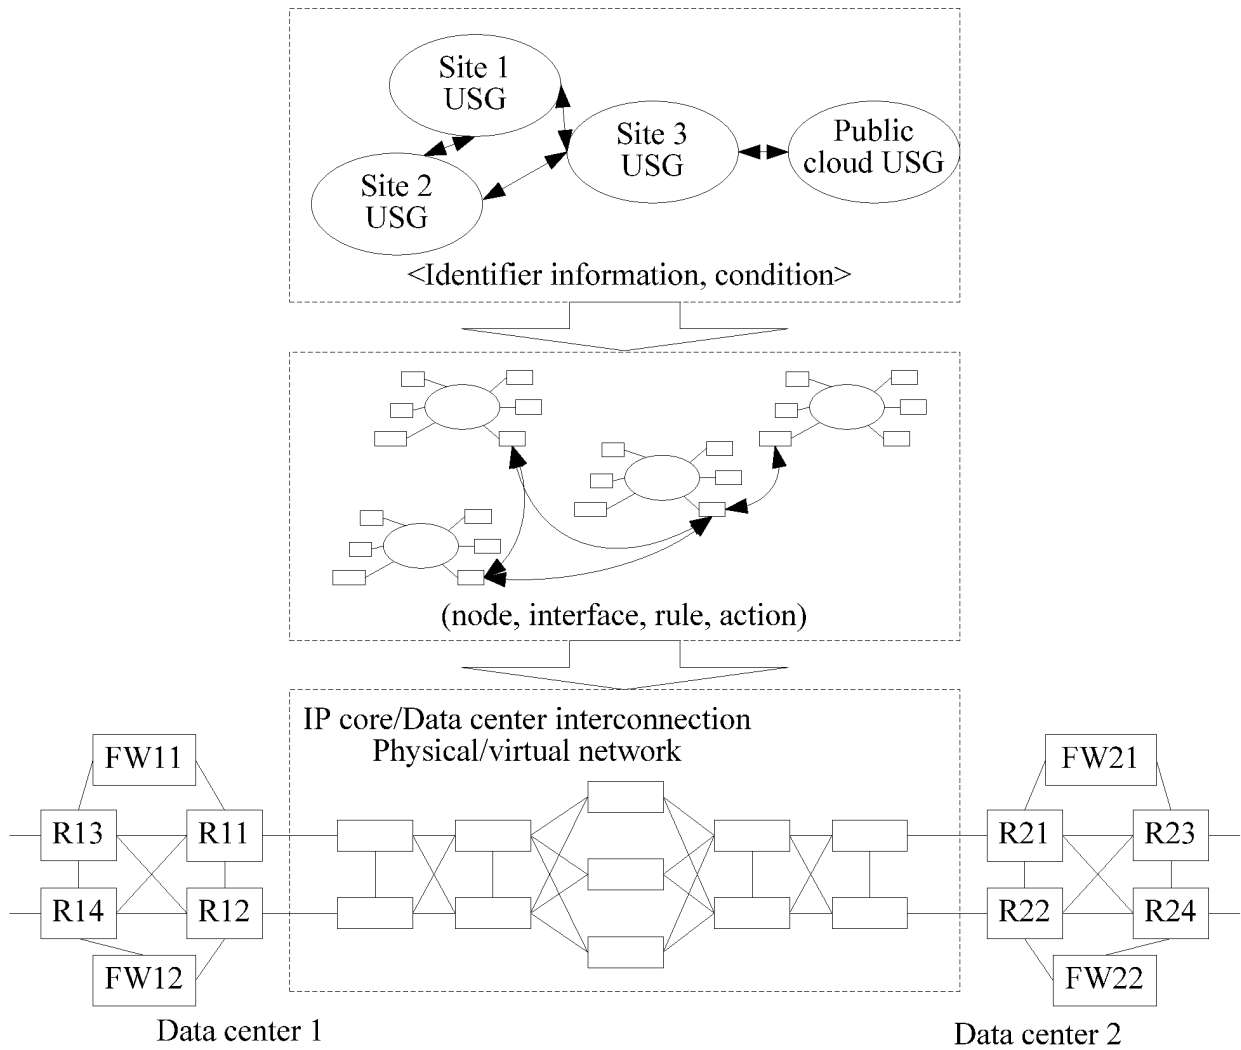 Site 1
USG
Site 2
USG
Site 3
USG
Public
cloud USG
<Identifier information, condition>
(node, interface, rule, action)
IP core/Data center interconnection
Physical/virtual network
FW11
R13
R11
R14
R12
FW12
Data center 1
FW21
R21
R23
R22
R24
FW22
Data center 2